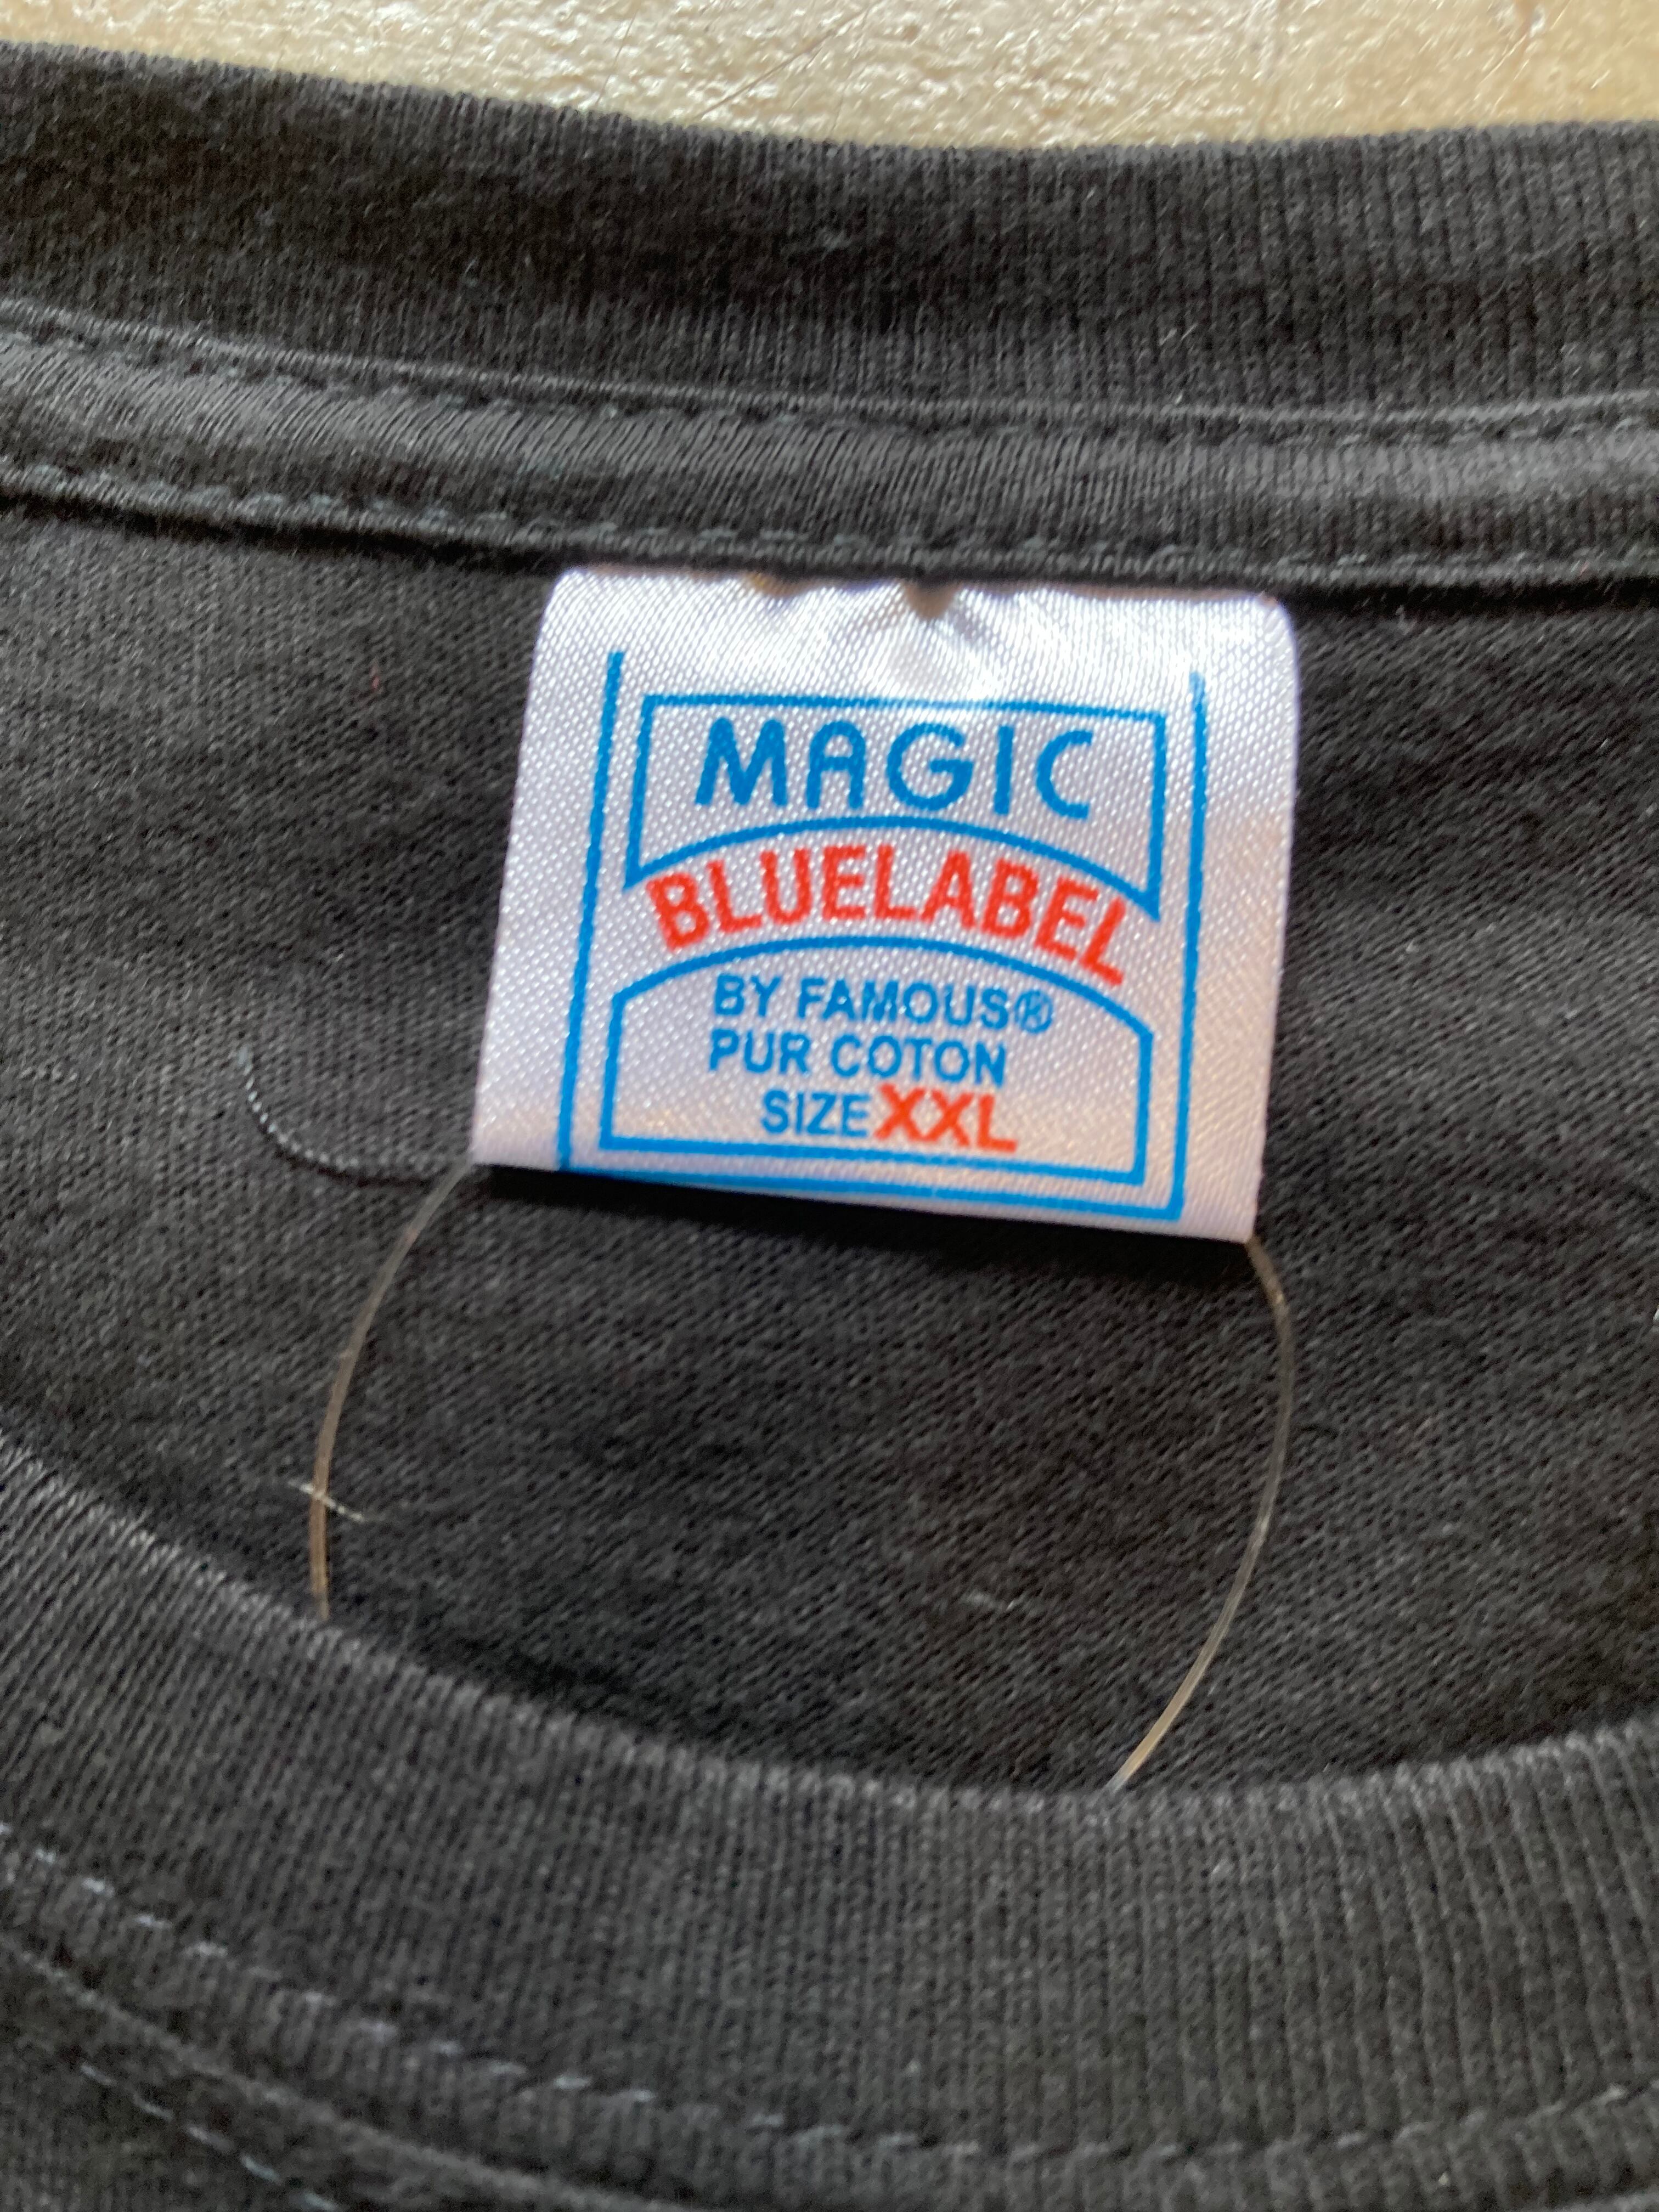 MAGIC
BLUELABEL
BY FAMOUS®
PUR COTON
SIZE XXL